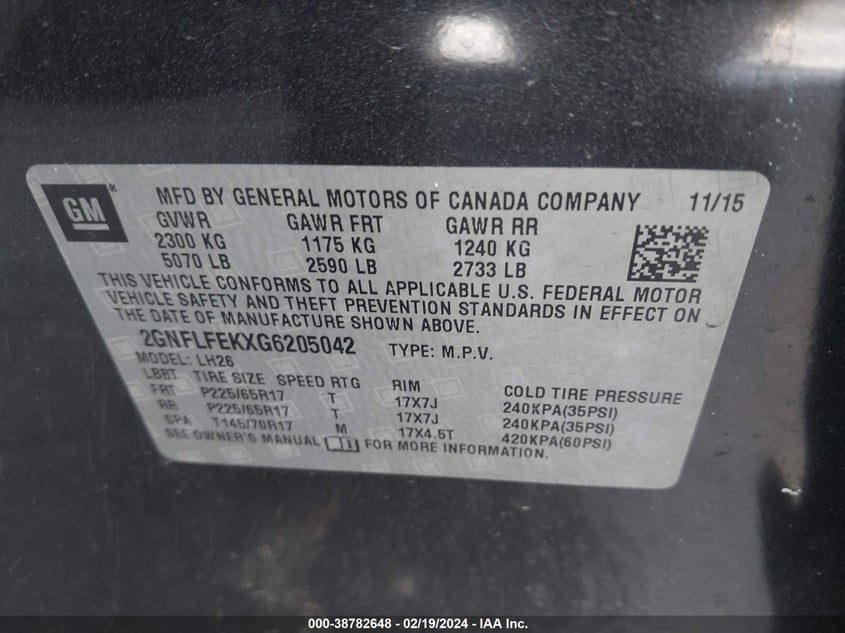 GM ®
MFD BY GENERAL MOTORS OF CANADA COMPANY 11/15
GVWR GAWR FRT GAWR RR
2300 KG 1175 KG 1240 KG
5070 LB 2590 LB 2733 LB
THIS VEHICLE CONFORMS TO ALL APPLICABLE U.S. FEDERAL MOTOR
VEHICLE SAFETY AND THEFT PREVENTION STANDARDS IN EFFECT ON
THE DATE OF MANUFACTURE SHOWN ABOVE.
2GNFLFEKXG6205042 TYPE: M.P.V.
MODEL: LH26
LBBT TIRE SIZE SPEED RTG RIM COLD TIRE PRESSURE
FRT P225/65R17 T 17X7J 240KPA(35PSI)
RR P225/65R17 T 17X7J 240KPA(35PSI)
SPA T145/70R17 M 17X4.5T 420KPA(60PSI)
SEE OWNER'S MANUAL FOR MORE INFORMATION.
000-38782648 - 02/19/2024 - IAA Inc.